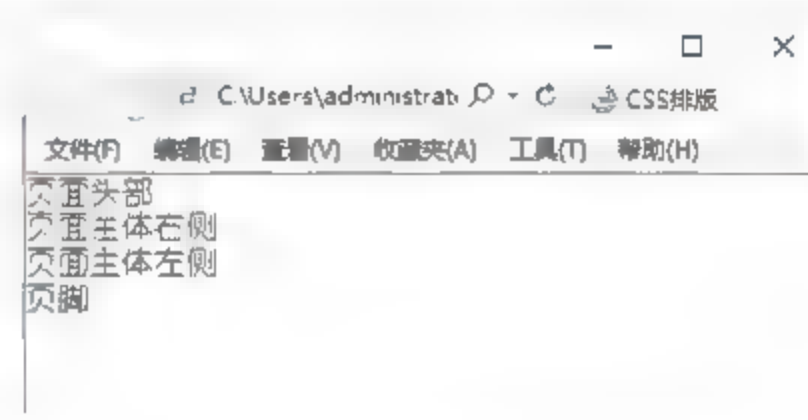 C:\Users\administrat CSS排版
文件(F) 编辑(E) 查看(V) 收藏夹(A) 工具(T) 帮助(H)
页面头部
页面主体右侧
页面主体左侧
页脚